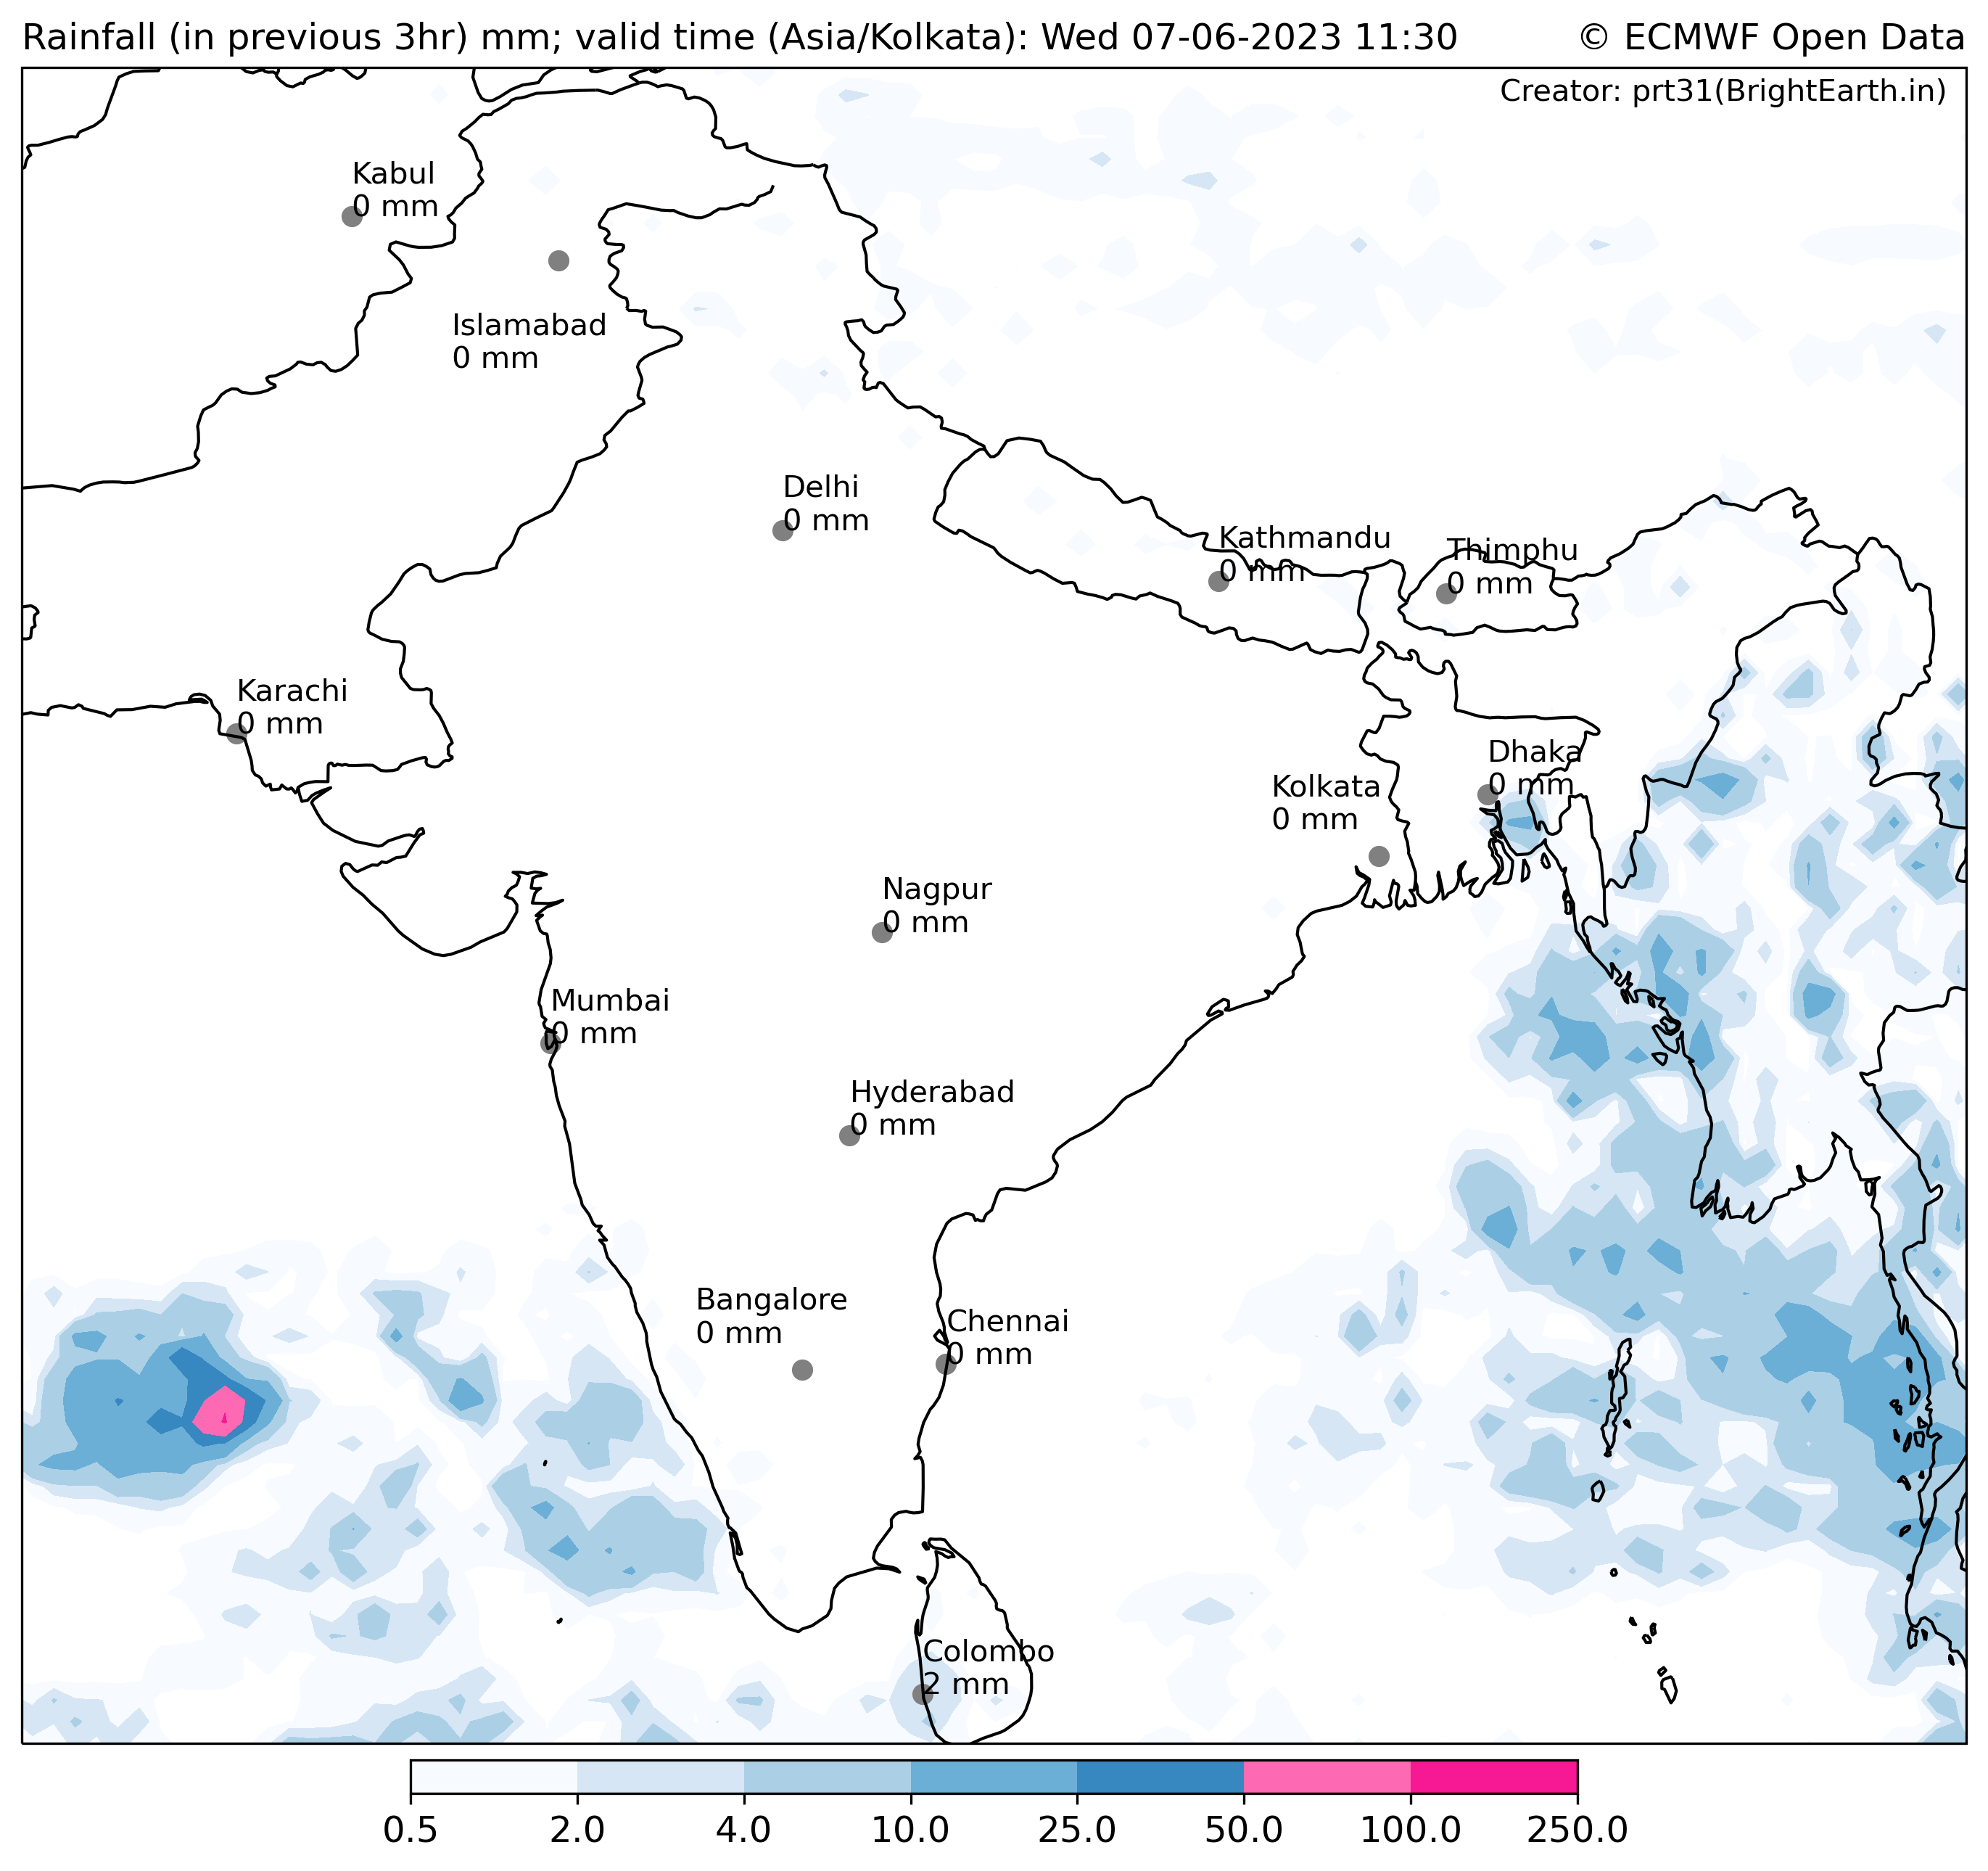 Rainfall (in previous 3hr) mm; valid time (Asia/Kolkata): Wed 07-06-2023 11:30
© ECMWF Open Data
Creator: prt31(BrightEarth.in)
Kabul
0 mm
Islamabad
0 mm
Delhi
0 mm
Kathmandu
0 mm
Thimphu
0 mm
Karachi
0 mm
Dhaka
0 mm
Kolkata
0 mm
Nagpur
0 mm
Mumbai
0 mm
Hyderabad
0 mm
Bangalore
0 mm
Chennai
0 mm
Colombo
2 mm
0.5 2.0 4.0 10.0 25.0 50.0 100.0 250.0